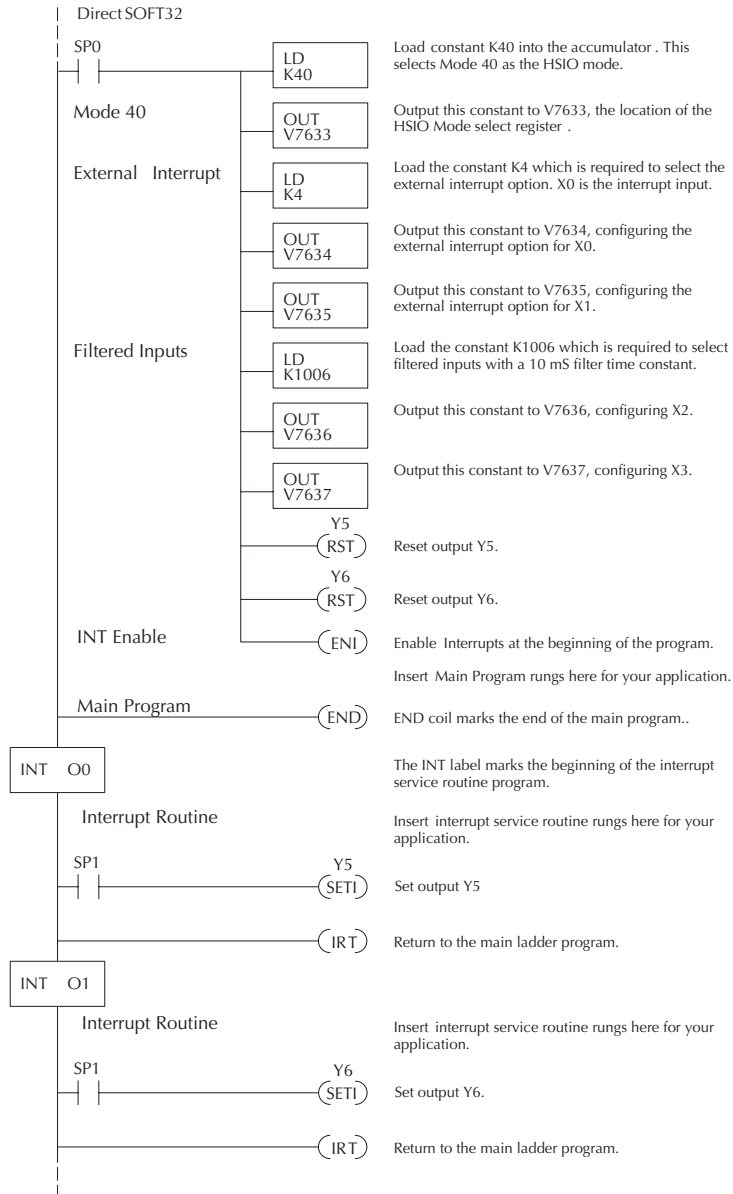 DirectSOFT32
SP0
LD
K40
Load constant K40 into the accumulator . This
selects Mode 40 as the HSIO mode.
Mode 40
OUT
V7633
Output this constant to V7633, the location of the
HSIO Mode select register .
External Interrupt
LD
K4
Load the constant K4 which is required to select the
external interrupt option. X0 is the interrupt input.
OUT
V7634
Output this constant to V7634, configuring the
external interrupt option for X0.
OUT
V7635
Output this constant to V7635, configuring the
external interrupt option for X1.
Filtered Inputs
LD
K1006
Load the constant K1006 which is required to select
filtered inputs with a 10 mS filter time constant.
OUT
V7636
Output this constant to V7636, configuring X2.
OUT
V7637
Output this constant to V7637, configuring X3.
Y5
RST
Reset output Y5.
Y6
RST
Reset output Y6.
INT Enable
ENI
Enable Interrupts at the beginning of the program.
Insert Main Program rungs here for your application.
Main Program
END
END coil marks the end of the main program..
INT O0
The INT label marks the beginning of the interrupt
service routine program.
Interrupt Routine
Insert interrupt service routine rungs here for your
application.
SP1
Y5
SETI
Set output Y5
IRT
Return to the main ladder program.
INT O1
Interrupt Routine
Insert interrupt service routine rungs here for your
application.
SP1
Y6
SETI
Set output Y6.
IRT
Return to the main ladder program.